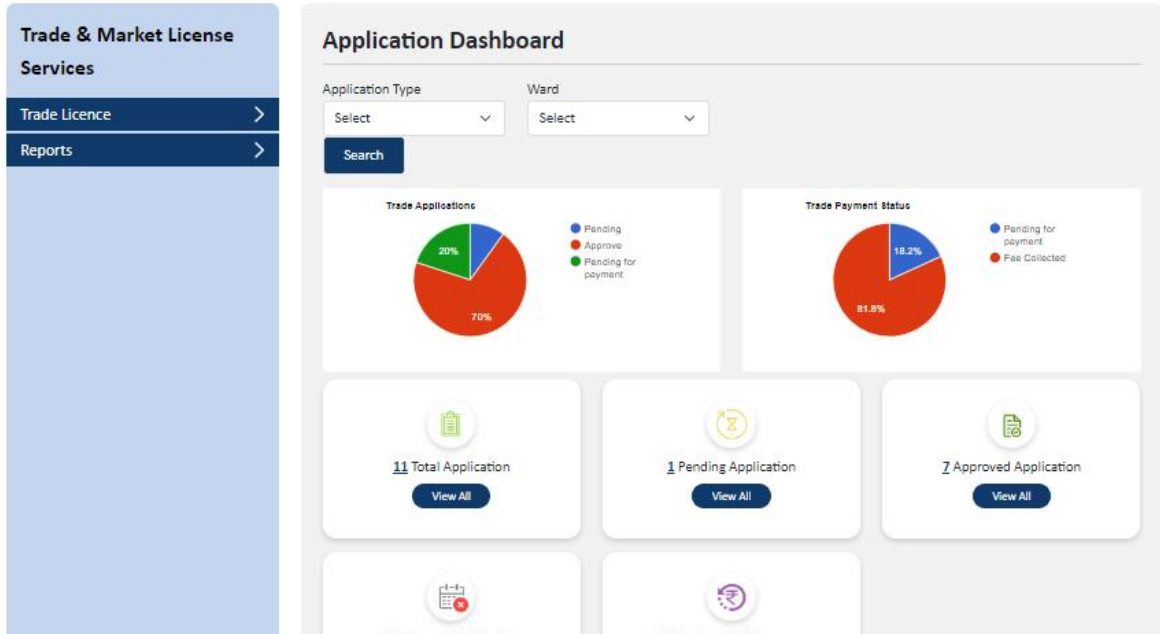 Trade & Market License
Services
Trade Licence
Reports
Application Dashboard
Application Type
Ward
Select
Select
Search
Trade Applications
20%
70%
Pending
Approve
Pending for
payment
Trade Payment Status
18.2%
81.8%
Pending for
payment
Fee Collected
11 Total Application
View All
1 Pending Application
View All
7 Approved Application
View All